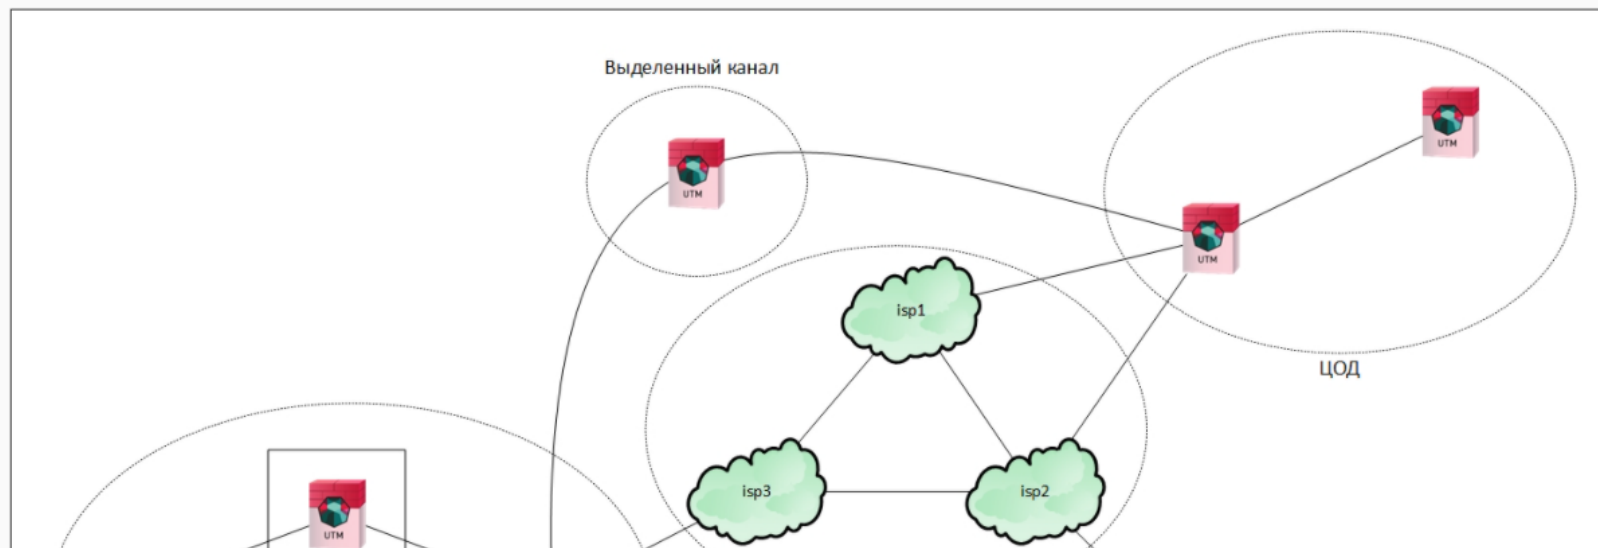 Выделенный канал
UTM
UTM
UTM
isp1
ЦОД
isp3
isp2
UTM